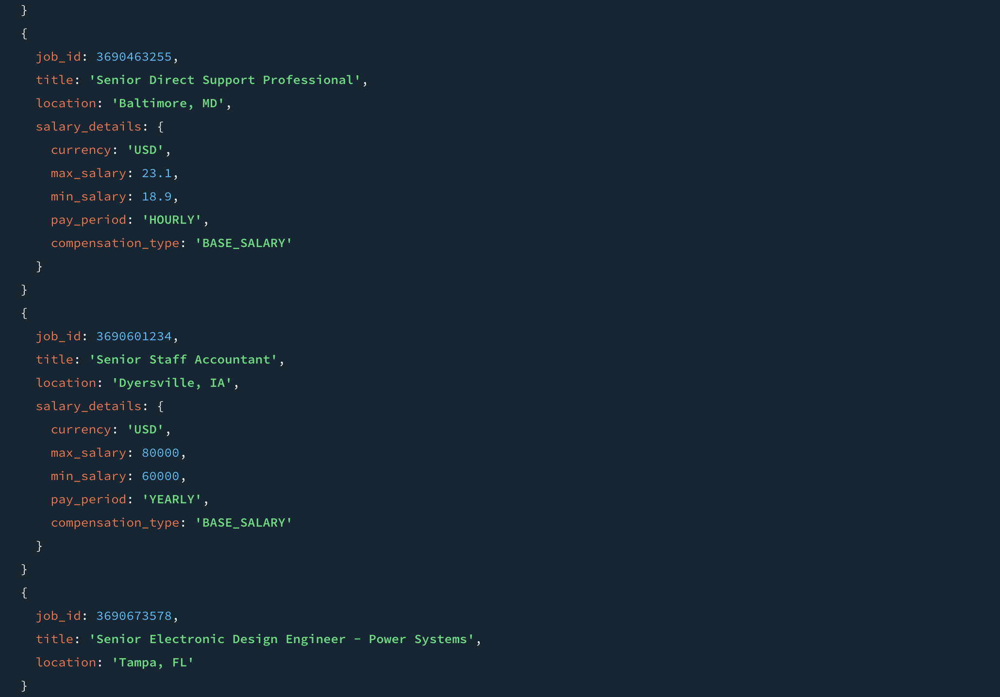 }
{
job_id: 3690463255,
title: 'Senior Direct Support Professional',
location: 'Baltimore, MD',
salary_details: {
currency: 'USD',
max_salary: 23.1,
min_salary: 18.9,
pay_period: 'HOURLY',
compensation_type: 'BASE_SALARY'
}
}
{
job_id: 3690601234,
title: 'Senior Staff Accountant',
location: 'Dyersville, IA',
salary_details: {
currency: 'USD',
max_salary: 80000,
min_salary: 60000,
pay_period: 'YEARLY',
compensation_type: 'BASE_SALARY'
}
}
{
job_id: 3690673578,
title: 'Senior Electronic Design Engineer - Power Systems',
location: 'Tampa, FL'
}